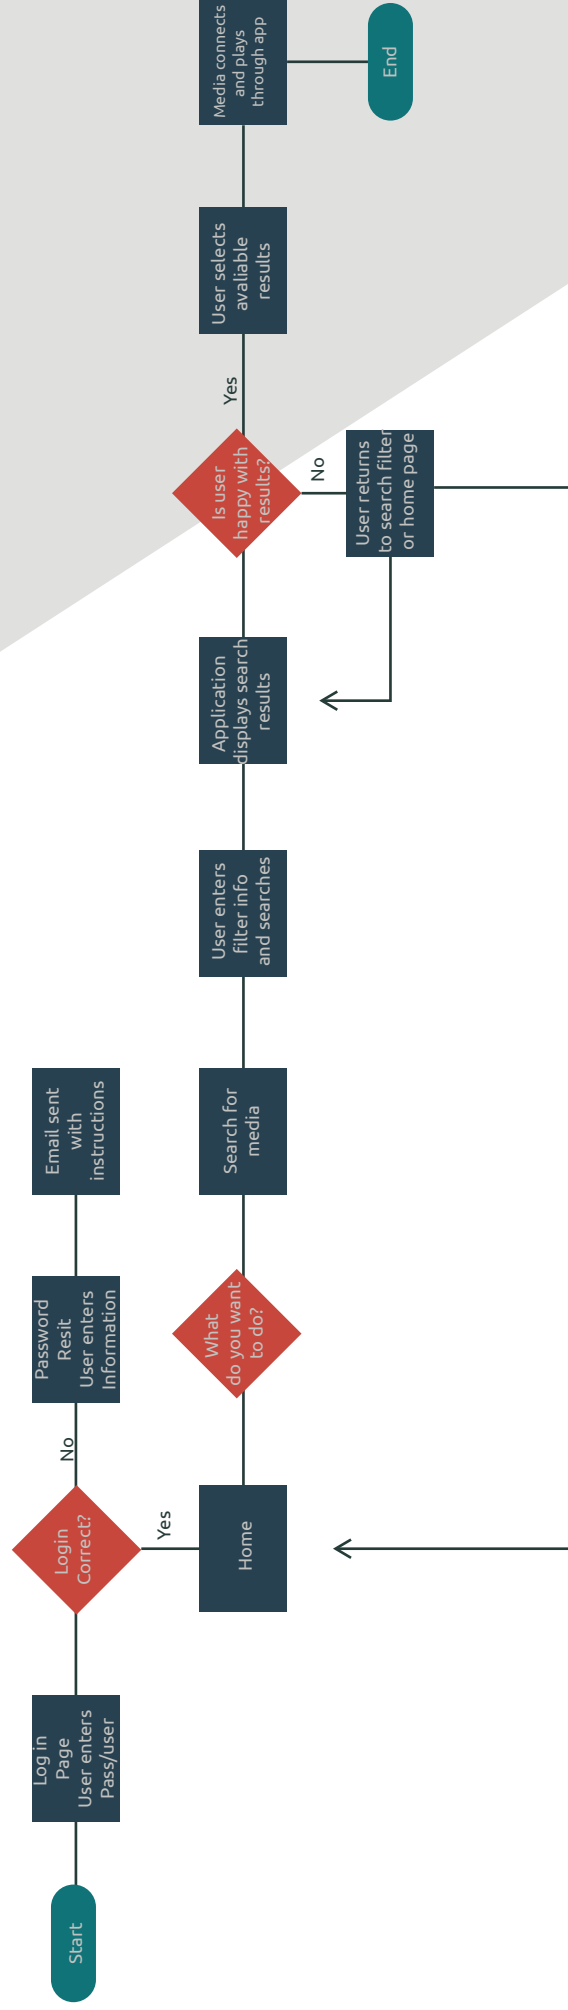 Start
Log in
Page
User enters
Pass/user
Login
Correct?
No
Password
Resit
User enters
Information
Email sent
with
instructions
Yes
Home
What
do you want
to do?
Search for
media
User enters
filter info
and searches
Application
displays search
results
Is user
happy with
results?
Yes
User selects
avaliable
results
Media connects
and plays
through app
No
User returns
to search filter
or home page
End